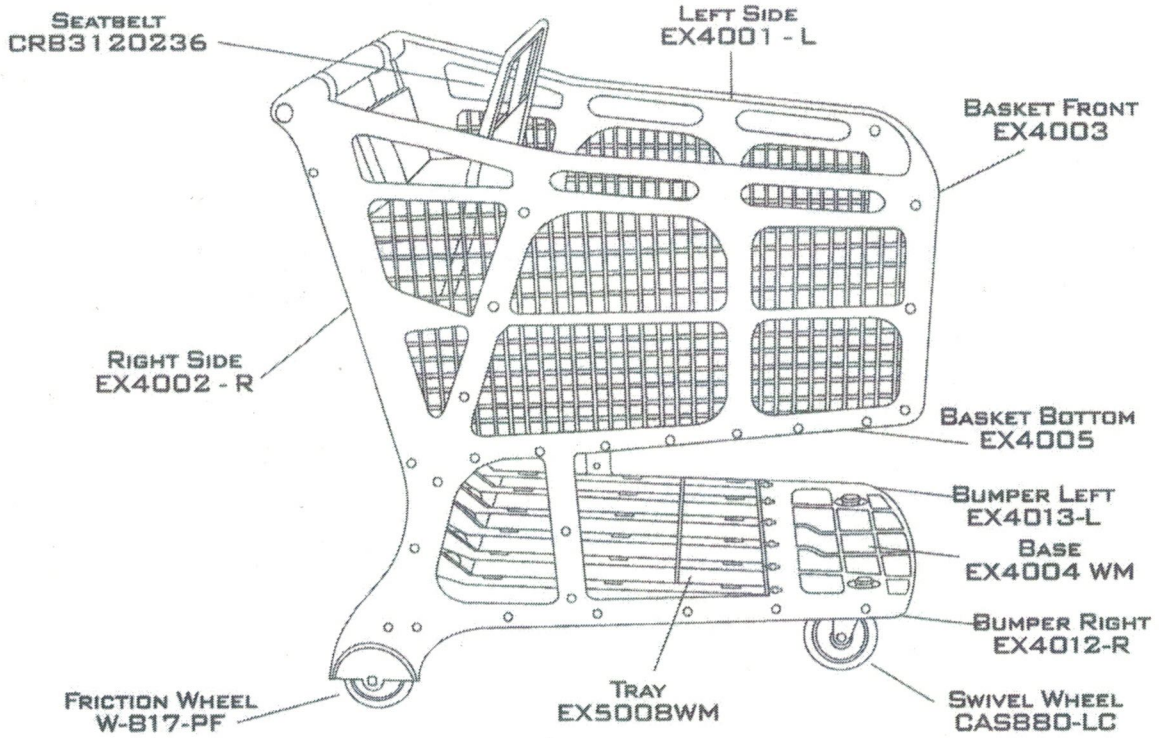 SEATBELT
CRB3120236
LEFT SIDE
EX4001 - L
BASKET FRONT
EX4003
RIGHT SIDE
EX4002 - R
BASKET BOTTOM
EX4005
BUMPER LEFT
EX4013-L
BASE
EX4004 WM
BUMPER RIGHT
EX4012-R
FRICTION WHEEL
W-817-PF
TRAY
EX5008WM
SWIVEL WHEEL
CAS880-LC